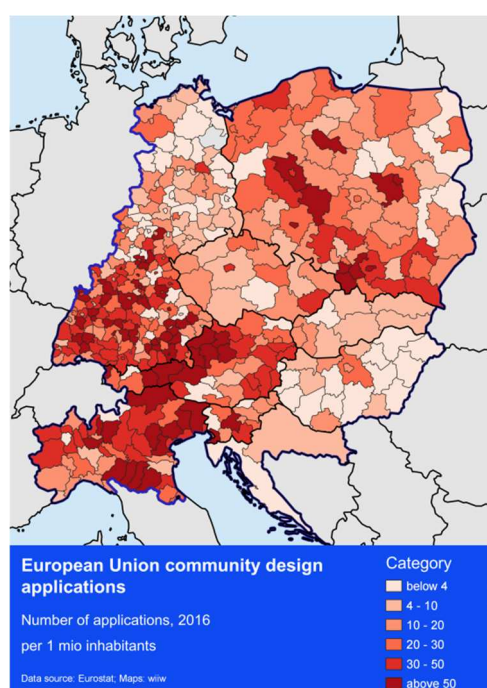 European Union community design
applications
Number of applications, 2016
per 1 mio inhabitants
Data source: Eurostat; Maps: wiiw
Category
below 4
4 - 10
10 - 20
20 - 30
30 - 50
above 50